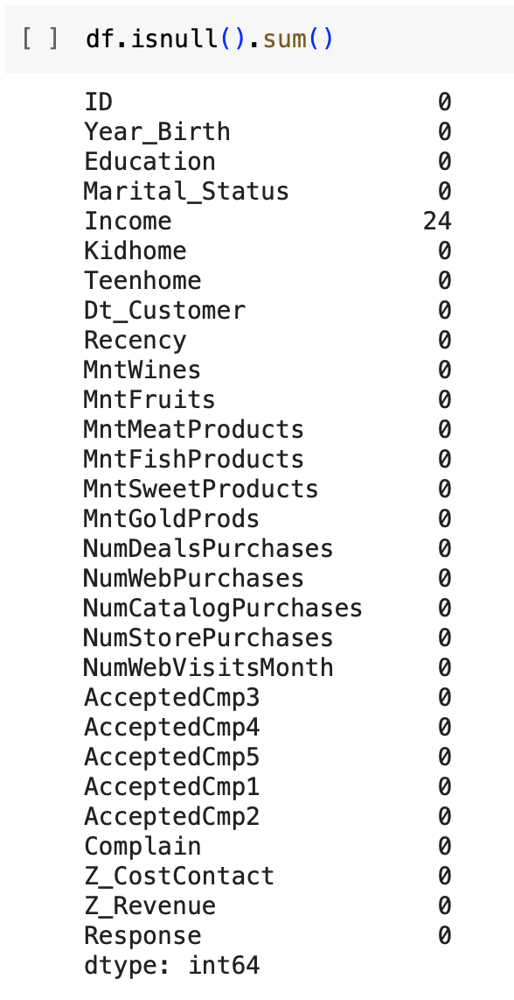 [ ] df.isnull().sum()
ID 0
Year_Birth 0
Education 0
Marital_Status 0
Income 24
Kidhome 0
Teenhome 0
Dt_Customer 0
Recency 0
MntWines 0
MntFruits 0
MntMeatProducts 0
MntFishProducts 0
MntSweetProducts 0
MntGoldProds 0
NumDealsPurchases 0
NumWebPurchases 0
NumCatalogPurchases 0
NumStorePurchases 0
NumWebVisitsMonth 0
AcceptedCmp3 0
AcceptedCmp4 0
AcceptedCmp5 0
AcceptedCmp1 0
AcceptedCmp2 0
Complain 0
Z_CostContact 0
Z_Revenue 0
Response 0
dtype: int64